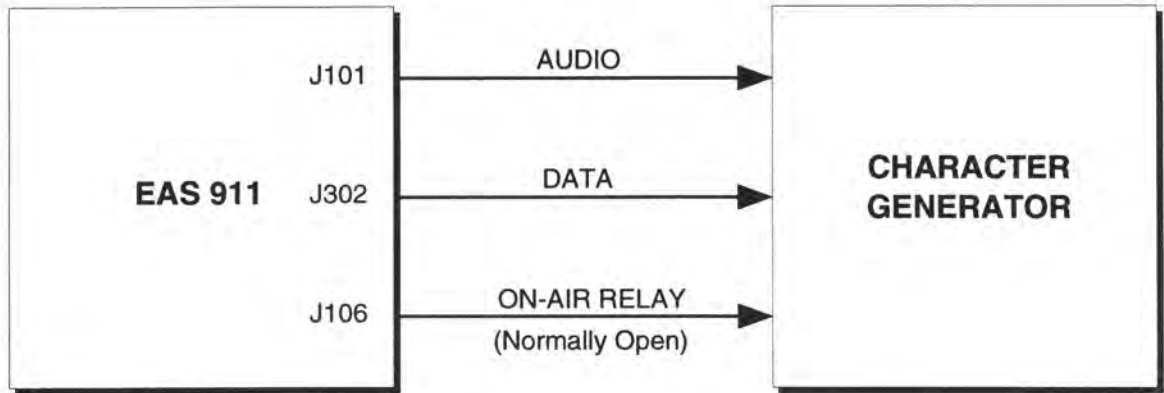 AUDIO
J101
DATA
EAS 911
J302
CHARACTER
GENERATOR
ON-AIR RELAY
J106
(Normally Open)